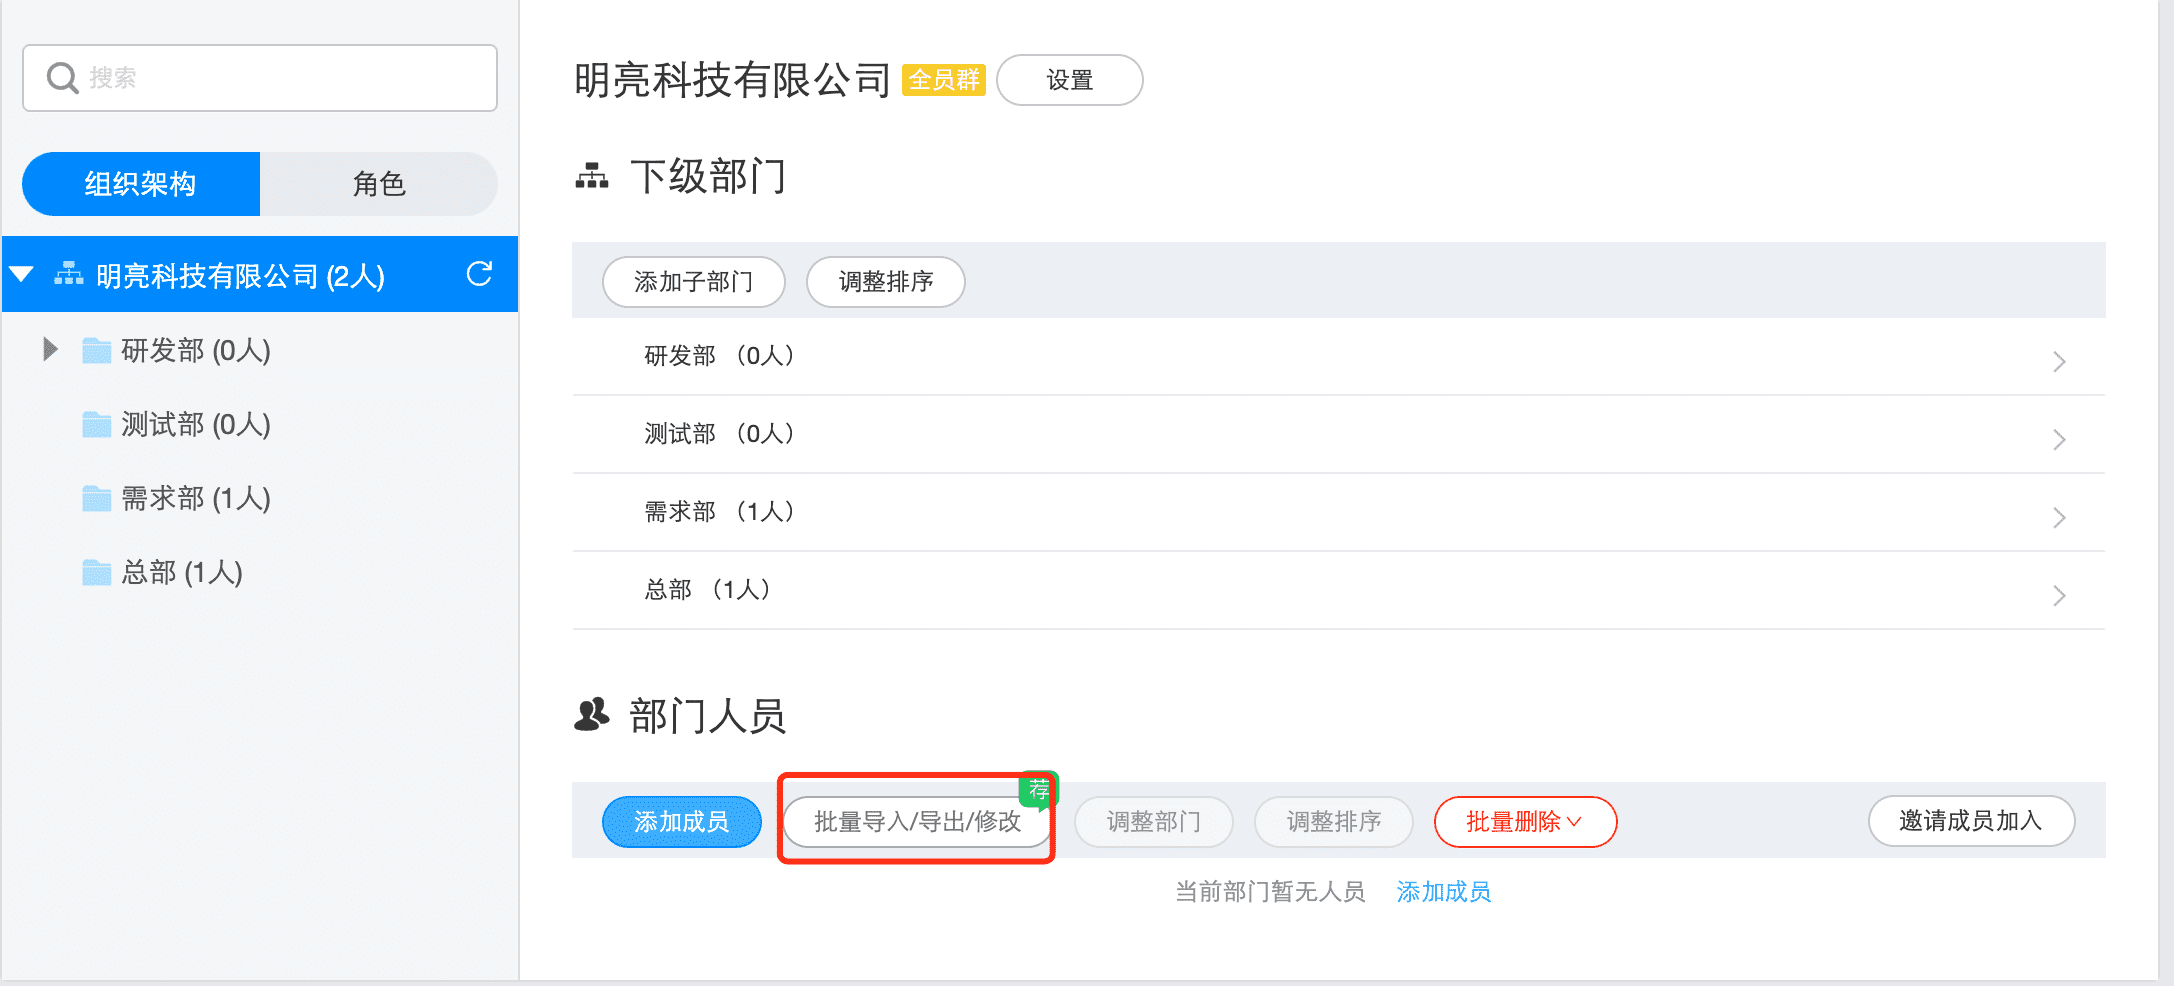 搜索
组织架构
角色
明亮科技有限公司 (2人)
研发部 (0人)
测试部 (0人)
需求部 (1人)
总部 (1人)
明亮科技有限公司 全员群 设置
下级部门
添加子部门 调整排序
研发部 （0人）
测试部 （0人）
需求部 （1人）
总部 （1人）
部门人员
荐
添加成员 批量导入/导出/修改 调整部门 调整排序 批量删除 邀请成员加入
当前部门暂无人员 添加成员